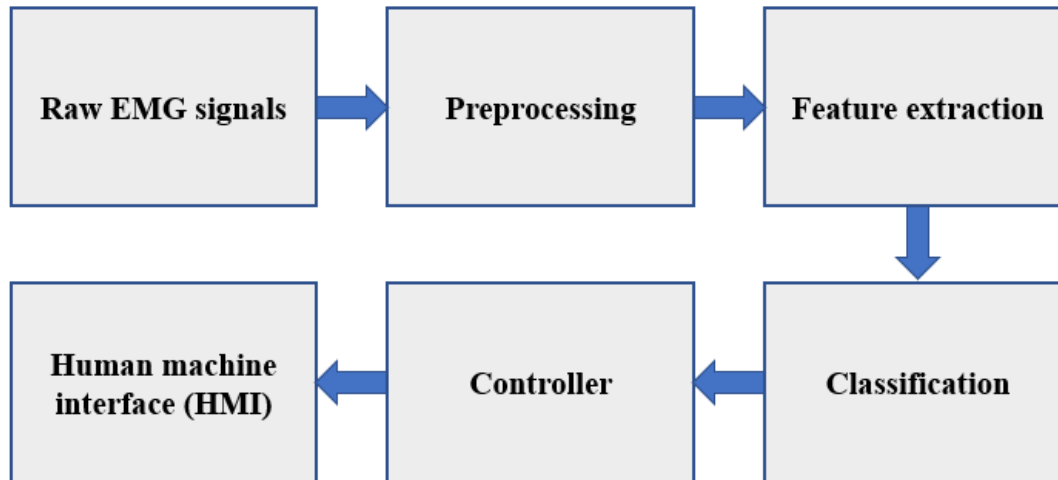 Raw EMG signals
Preprocessing
Feature extraction
Human machine
interface (HMI)
Controller
Classification